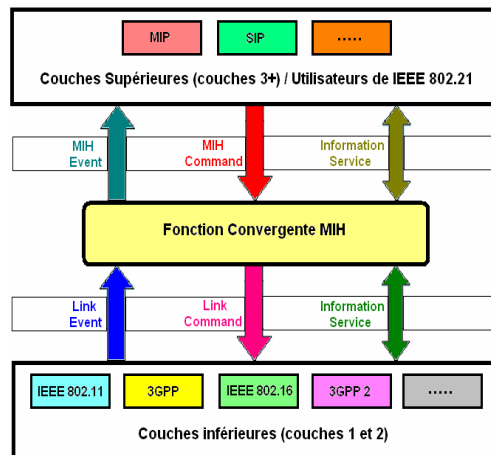 MIP SIP .....
Couches Supérieures (couches 3+) / Utilisateurs de IEEE 802.21
MIH Event
MIH Command
Information Service
Fonction Convergente MIH
Link Event
Link Command
Information Service
IEEE 802.11 3GPP IEEE 802.16 3GPP 2 .....
Couches inférieures (couches 1 et 2)